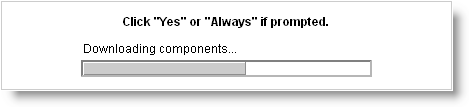 Click "Yes" or "Always" if prompted.
Downloading components...